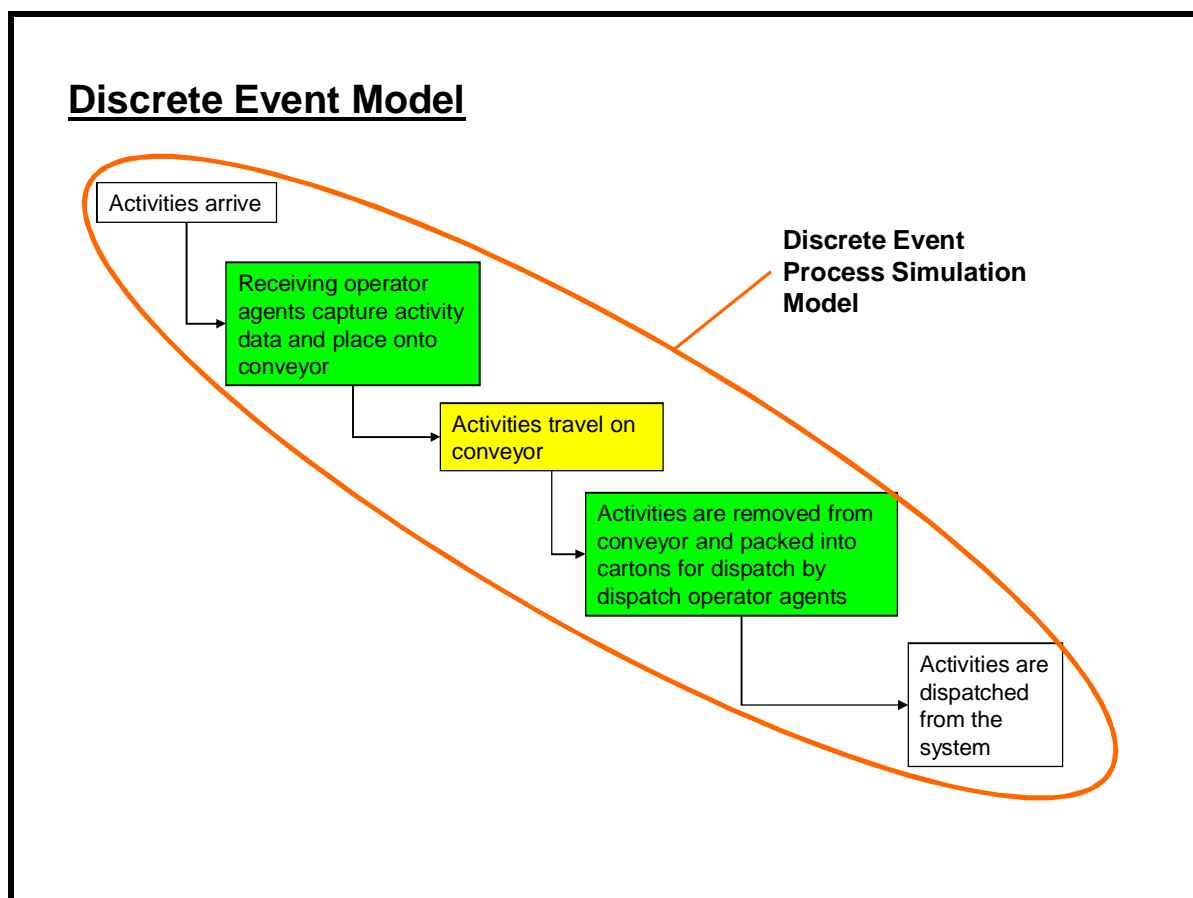 Discrete Event Model
Activities arrive
Discrete Event
Process Simulation
Model
Receiving operator
agents capture activity
data and place onto
conveyor
Activities travel on
conveyor
Activities are removed from
conveyor and packed into
cartons for dispatch by
dispatch operator agents
Activities are
dispatched
from the
system